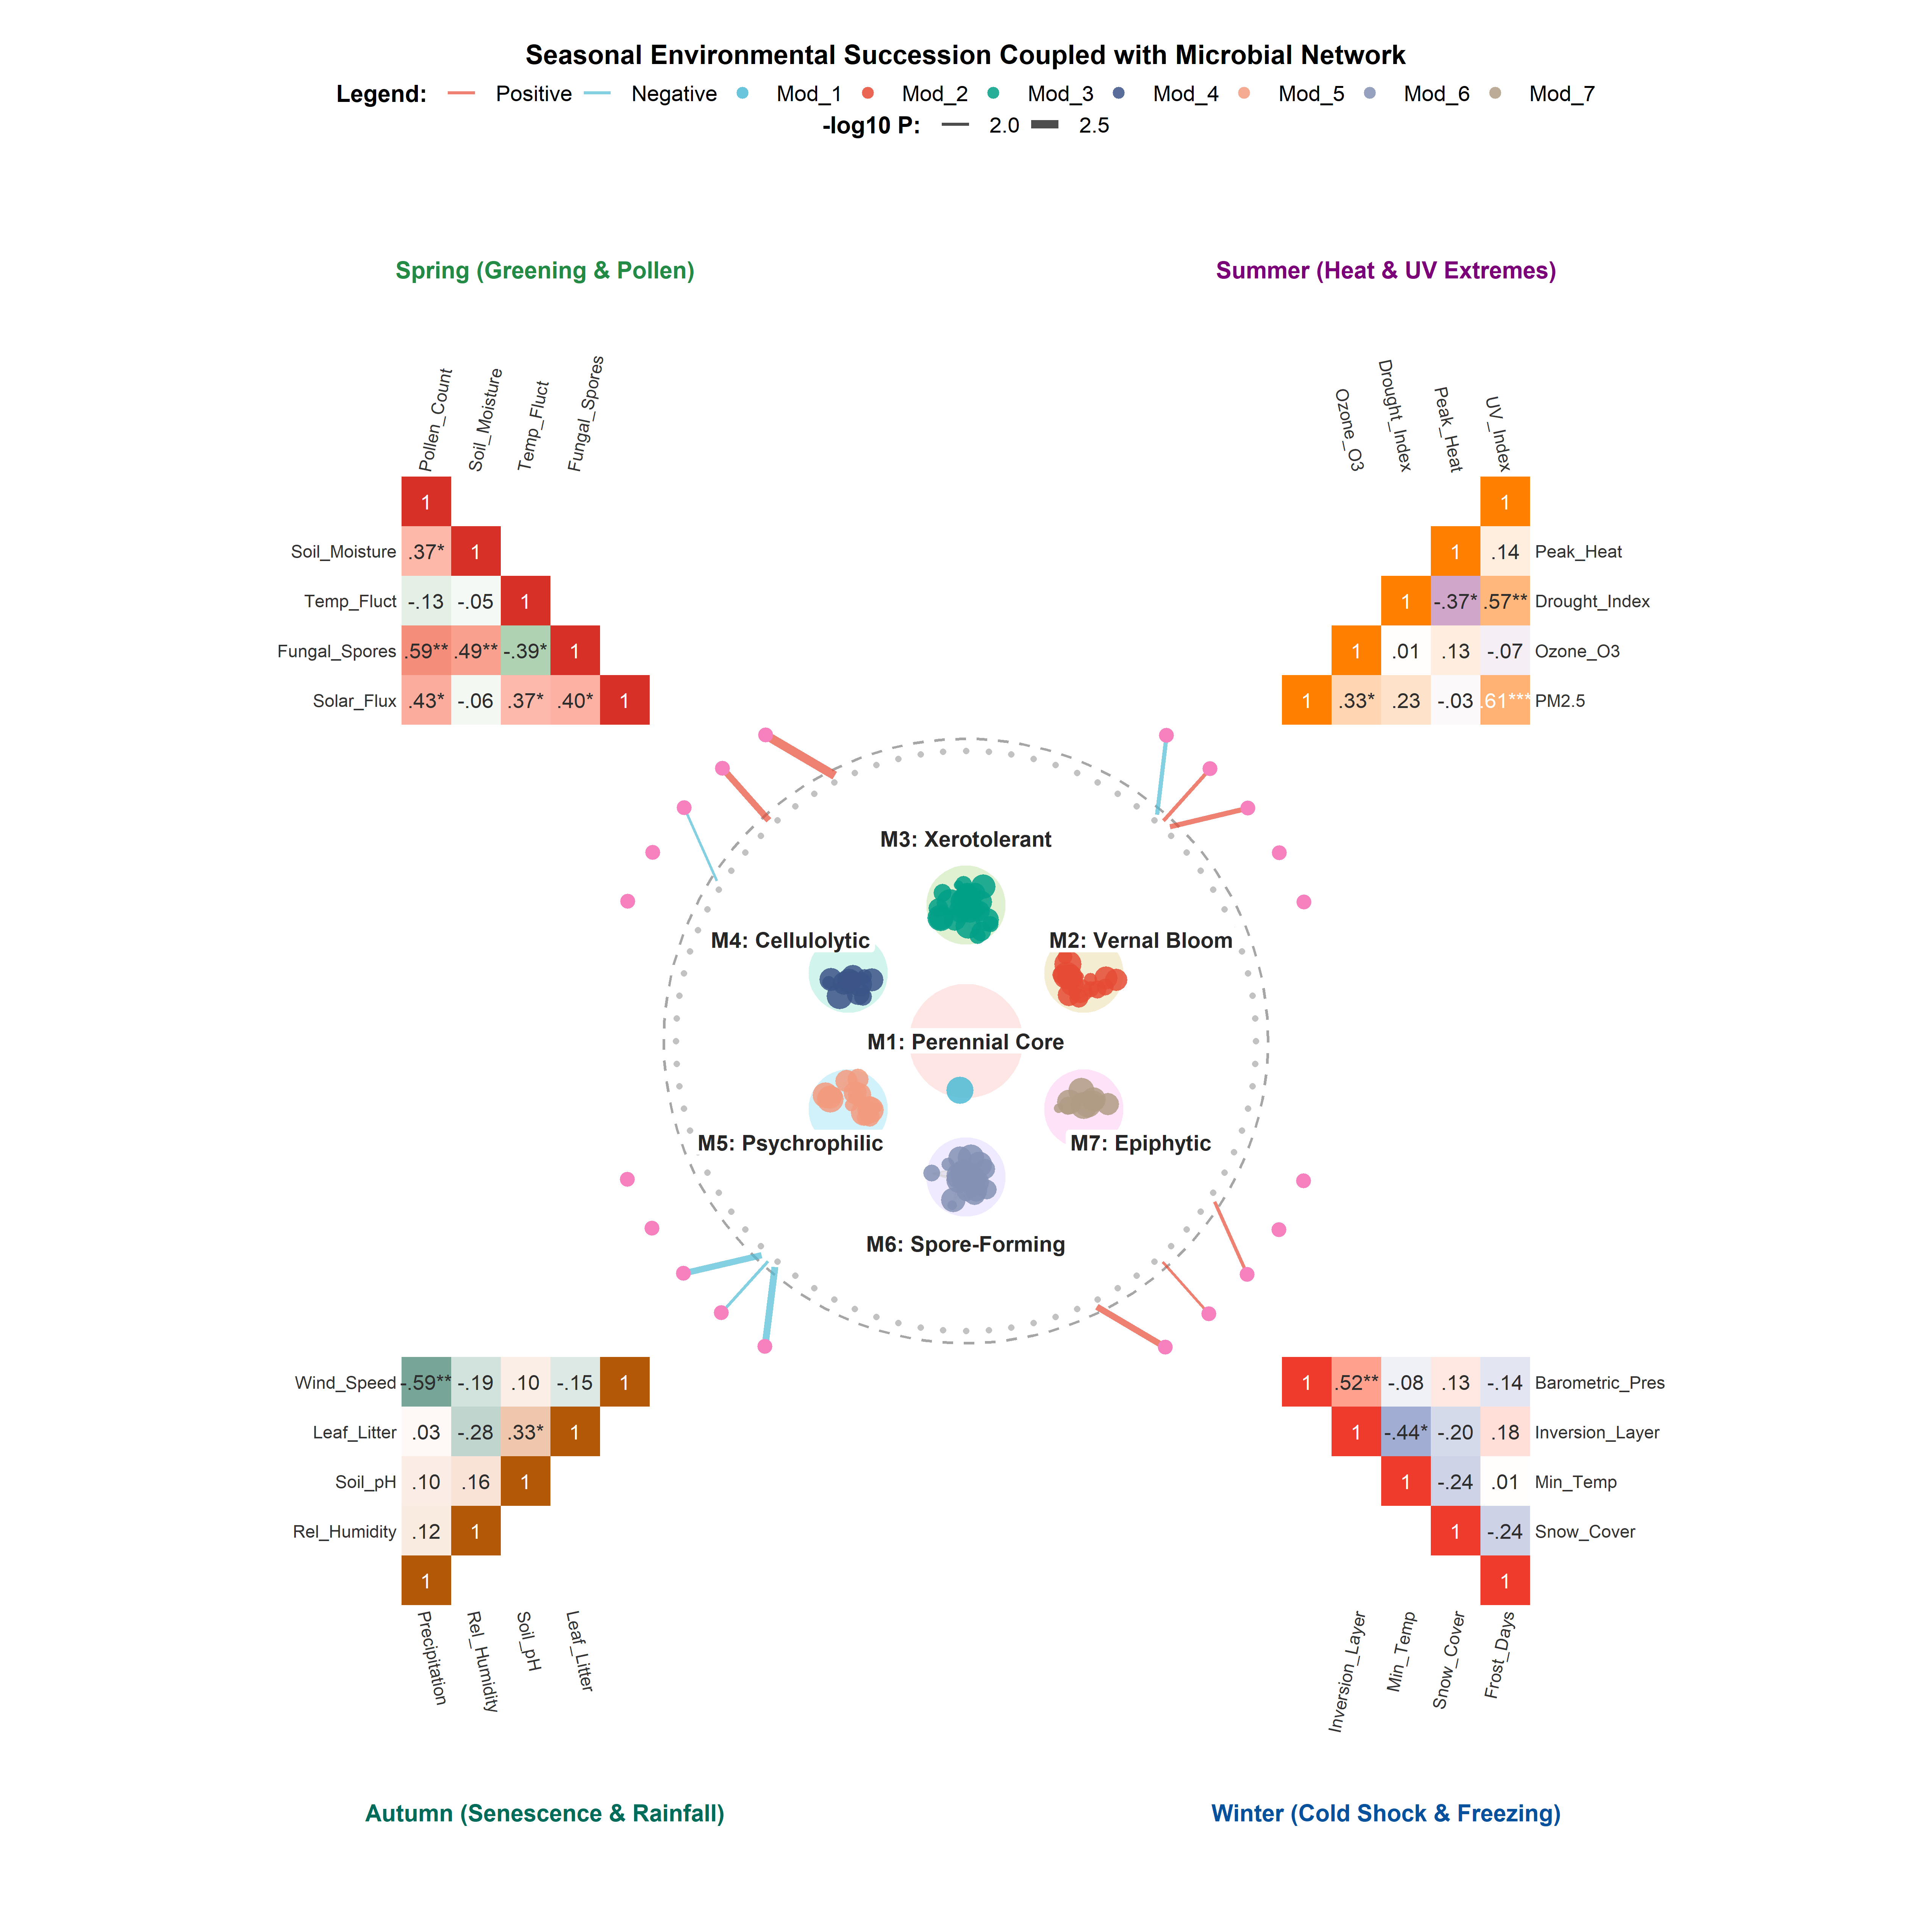 Seasonal Environmental Succession Coupled with Microbial Network
Legend: Positive Negative Mod_1 Mod_2 Mod_3 Mod_4 Mod_5 Mod_6 Mod_7
-log10 P: 2.0 2.5
Spring (Greening & Pollen)
Pollen_Count Soil_Moisture Temp_Fluct Fungal_Spores
1
Soil_Moisture .37* 1
Temp_Fluct -.13 -.05 1
Fungal_Spores .59** .49** -.39* 1
Solar_Flux .43* -.06 .37* .40* 1
Summer (Heat & UV Extremes)
Ozone_O3 Drought_Index Peak_Heat UV_Index
1
1 .14 Peak_Heat
1 -.37* .57** Drought_Index
1 .01 .13 -.07 Ozone_O3
1 .33* .23 -.03 .61*** PM2.5
M3: Xerotolerant
M4: Cellulolytic
M2: Vernal Bloom
M1: Perennial Core
M5: Psychrophilic
M7: Epiphytic
M6: Spore-Forming
Wind_Speed -.59** -.19 .10 -.15 1
Leaf_Litter .03 -.28 .33* 1
Soil_pH .10 .16 1
Rel_Humidity .12 1
1
Precipitation Rel_Humidity Soil_pH Leaf_Litter
Autumn (Senescence & Rainfall)
1 .52** -.08 .13 -.14 Barometric_Pres
1 -.44* -.20 .18 Inversion_Layer
1 -.24 .01 Min_Temp
1 -.24 Snow_Cover
1
Inversion_Layer Min_Temp Snow_Cover Frost_Days
Winter (Cold Shock & Freezing)